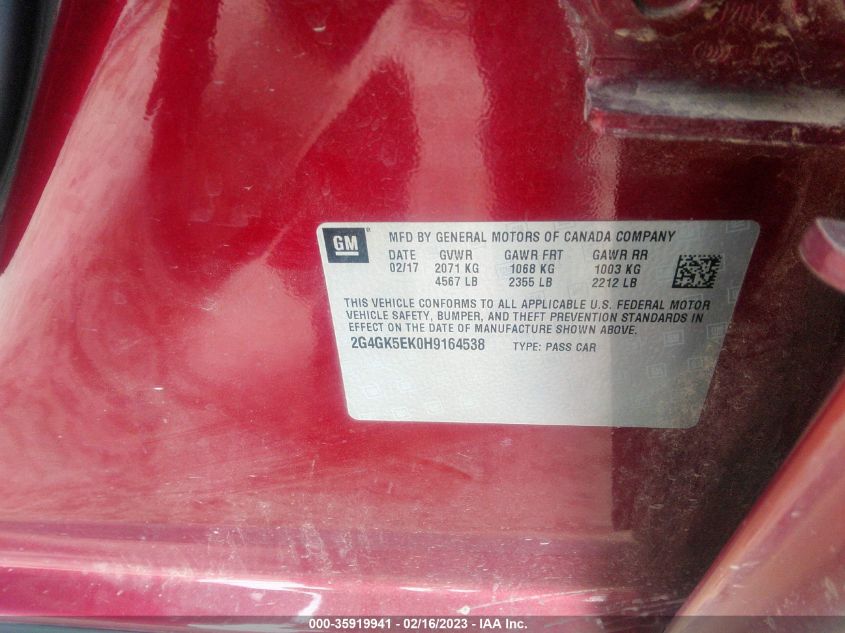 GM ®
MFD BY GENERAL MOTORS OF CANADA COMPANY
DATE GVWR GAWR FRT GAWR RR
02/17 2071 KG 1068 KG 1003 KG
4567 LB 2355 LB 2212 LB
THIS VEHICLE CONFORMS TO ALL APPLICABLE U.S. FEDERAL MOTOR
VEHICLE SAFETY, BUMPER, AND THEFT PREVENTION STANDARDS IN
EFFECT ON THE DATE OF MANUFACTURE SHOWN ABOVE.
2G4GK5EK0H9164538 TYPE: PASS CAR
000-35919941 - 02/16/2023 - IAA Inc.